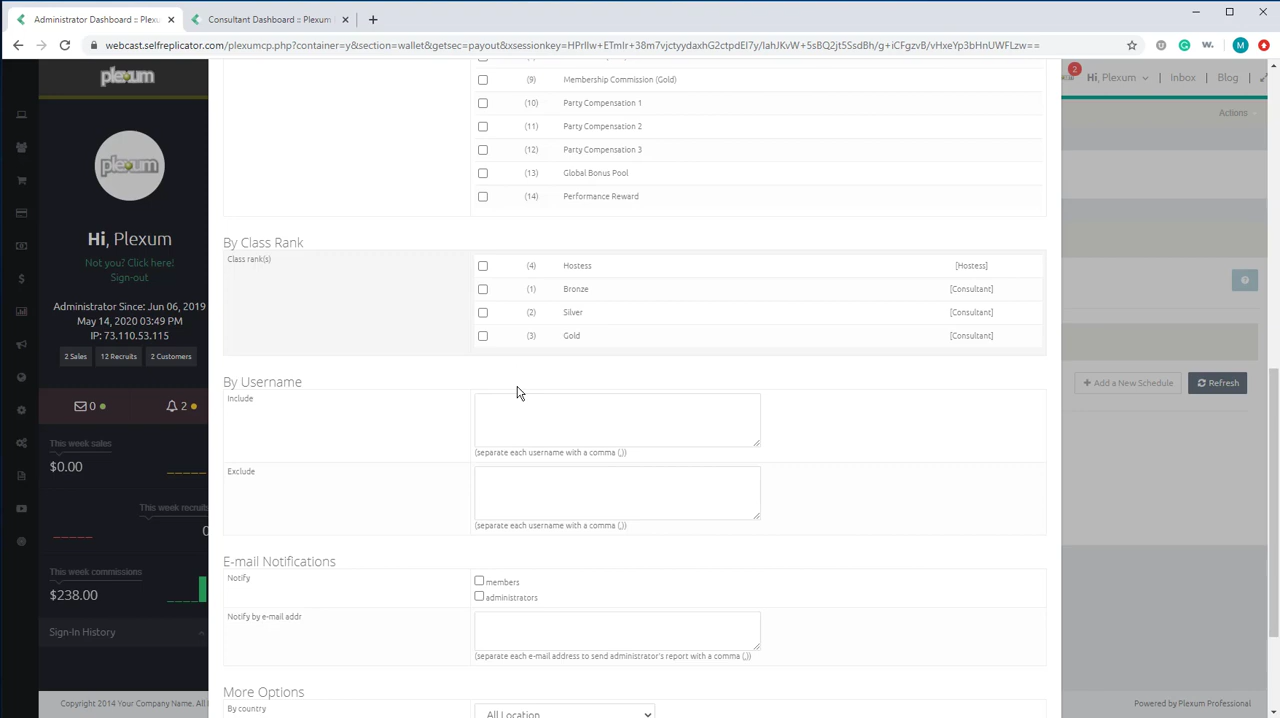 Administrator Dashboard :: Plexu
Consultant Dashboard :: Plexum
webcast.selfreplicator.com/plexumcp.php?container=y&section=wallet&getsec=payout&xsessionkey=
M
plexum
2
Hi, Plexum
Inbox
Blog
Actions
(9) Membership Commission (Gold)
(10) Party Compensation 1
(11) Party Compensation 2
(12) Party Compensation 3
(13) Global Bonus Pool
(14) Performance Reward
plexum
Hi, Plexum
Not you? Click here!
Sign-out
Administrator Since: Jun 06, 2019
May 14, 2020 03:49 PM
IP: 73.110.53.115
2 Sales
12 Recruits
2 Customers
0
2
This week sales
$0.00
This week recruit
This week commissions
$238.00
Sign-In History
Copyright 2014 Your Company Name. All
By Class Rank
Class rank(s)
(4) Hostess [Hostess]
(1) Bronze [Consultant]
(2) Silver [Consultant]
(3) Gold [Consultant]
+ Add a New Schedule
Refresh
By Username
Include
(separate each username with a comma (,))
Exclude
(separate each username with a comma (,))
E-mail Notifications
Notify
members
administrators
Notify by e-mail addr
(separate each e-mail address to send administrator's report with a comma (,))
More Options
By country
All Location
Powered by Plexum Professional